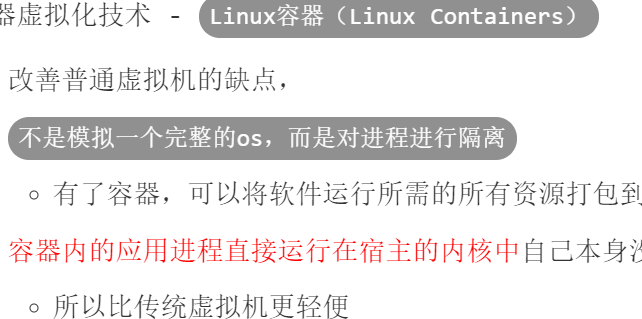 器虚拟化技术 - Linux容器（Linux Containers）
改善普通虚拟机的缺点，
不是模拟一个完整的os，而是对进程进行隔离
有了容器，可以将软件运行所需的所有资源打包到
容器内的应用进程直接运行在宿主的内核中自己本身没
所以比传统虚拟机更轻便